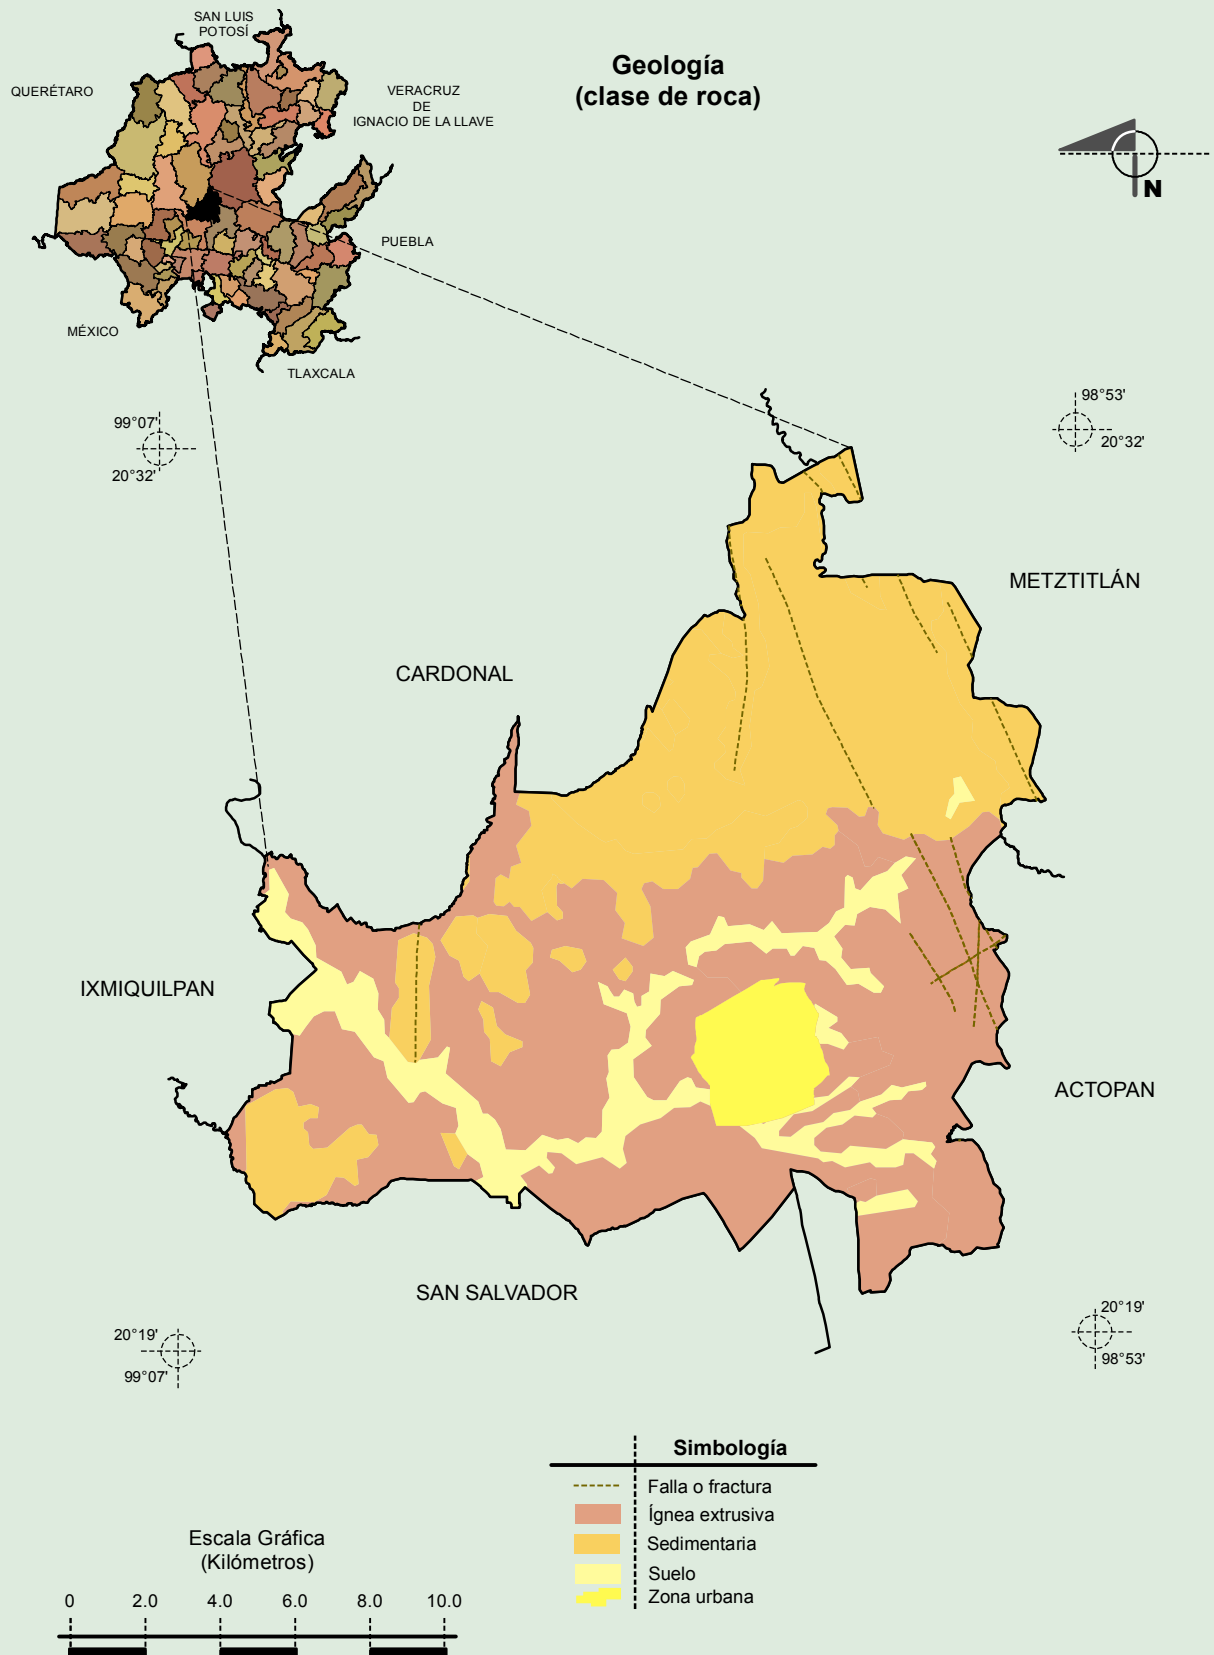 SAN LUIS
POTOSÍ
Geología
(clase de roca)
QUERÉTARO
VERACRUZ
DE
IGNACIO DE LA LLAVE
N
PUEBLA
MÉXICO
TLAXCALA
99°07'
20°32'
98°53'
20°32'
METZTITLÁN
CARDONAL
IXMIQUILPAN
ACTOPAN
SAN SALVADOR
20°19'
99°07'
20°19'
98°53'
Simbología
Falla o fractura
Ígnea extrusiva
Sedimentaria
Suelo
Zona urbana
Escala Gráfica
(Kilómetros)
0 2.0 4.0 6.0 8.0 10.0